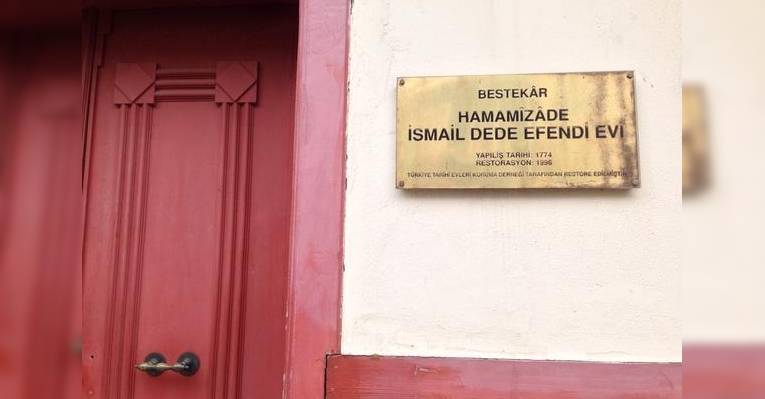 BESTEKÂR
HAMAMÎZÂDE
İSMAİL DEDE EFENDİ EVİ
YAPILIŞ TARİHİ: 1774
RESTORASYON: 1996
TÜRKİYE TARİHİ EVLERİ KORUMA DERNEĞİ TARAFINDAN RESTORE EDİLMİŞTİR